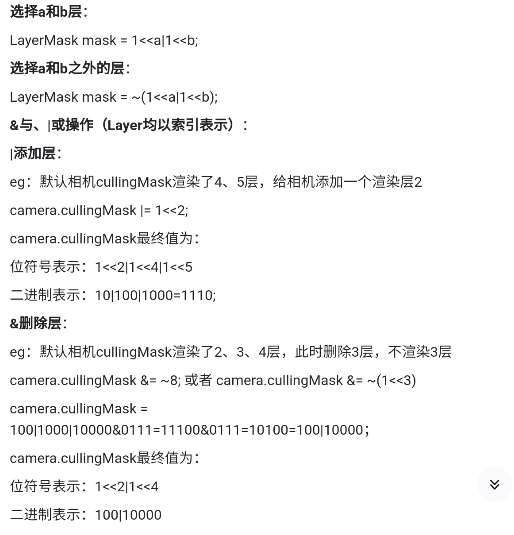 选择a和b层：
LayerMask mask = 1<<a|1<<b;
选择a和b之外的层：
LayerMask mask = ~(1<<a|1<<b);
&与、|或操作（Layer均以索引表示）：
|添加层：
eg：默认相机cullingMask渲染了4、5层，给相机添加一个渲染层2
camera.cullingMask |= 1<<2;
camera.cullingMask最终值为：
位符号表示：1<<2|1<<4|1<<5
二进制表示：10|100|1000=1110;
&删除层：
eg：默认相机cullingMask渲染了2、3、4层，此时删除3层，不渲染3层
camera.cullingMask &= ~8; 或者 camera.cullingMask &= ~(1<<3)
camera.cullingMask =
100|1000|10000&0111=11100&0111=10100=100|10000；
camera.cullingMask最终值为：
位符号表示：1<<2|1<<4
二进制表示：100|10000